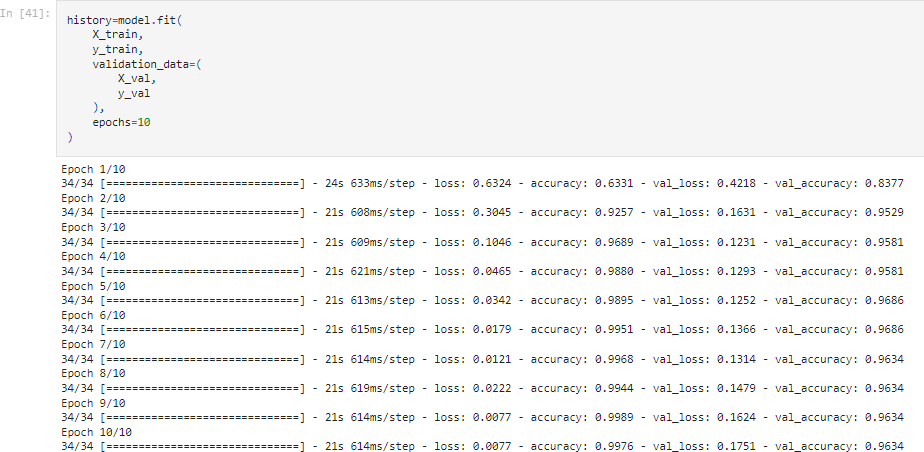 In [41]:
history=model.fit(
    X_train,
    y_train,
    validation_data=(
        X_val,
        y_val
    ),
    epochs=10
)
Epoch 1/10
34/34 [==============================] - 24s 633ms/step - loss: 0.6324 - accuracy: 0.6331 - val_loss: 0.4218 - val_accuracy: 0.8377
Epoch 2/10
34/34 [==============================] - 21s 608ms/step - loss: 0.3045 - accuracy: 0.9257 - val_loss: 0.1631 - val_accuracy: 0.9529
Epoch 3/10
34/34 [==============================] - 21s 609ms/step - loss: 0.1046 - accuracy: 0.9689 - val_loss: 0.1231 - val_accuracy: 0.9581
Epoch 4/10
34/34 [==============================] - 21s 621ms/step - loss: 0.0465 - accuracy: 0.9880 - val_loss: 0.1293 - val_accuracy: 0.9581
Epoch 5/10
34/34 [==============================] - 21s 613ms/step - loss: 0.0342 - accuracy: 0.9895 - val_loss: 0.1252 - val_accuracy: 0.9686
Epoch 6/10
34/34 [==============================] - 21s 615ms/step - loss: 0.0179 - accuracy: 0.9951 - val_loss: 0.1366 - val_accuracy: 0.9686
Epoch 7/10
34/34 [==============================] - 21s 614ms/step - loss: 0.0121 - accuracy: 0.9968 - val_loss: 0.1314 - val_accuracy: 0.9634
Epoch 8/10
34/34 [==============================] - 21s 619ms/step - loss: 0.0222 - accuracy: 0.9944 - val_loss: 0.1479 - val_accuracy: 0.9634
Epoch 9/10
34/34 [==============================] - 21s 614ms/step - loss: 0.0077 - accuracy: 0.9989 - val_loss: 0.1624 - val_accuracy: 0.9634
Epoch 10/10
34/34 [==============================] - 21s 614ms/step - loss: 0.0077 - accuracy: 0.9976 - val_loss: 0.1751 - val_accuracy: 0.9634